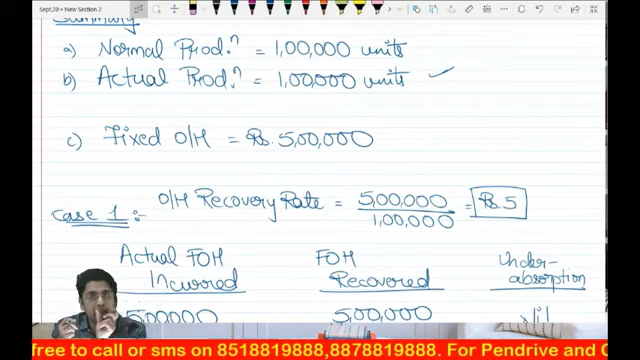 Sept.20
New Section 2
Summary
a) Normal Prod.ⁿ = 1,00,000 units
b) Actual Prod.ⁿ = 1,00,000 units ✓
c) Fixed O/H = Rs. 5,00,000
Case 1 :- O/H Recovery Rate = 5,00,000 / 1,00,000 = Rs. 5
Actual FOH Incurred
FOH Recovered
Under-absorption
5,00,000
5,00,000
Nil
free to call or sms on 8518819888,8878819888. For Pendrive and